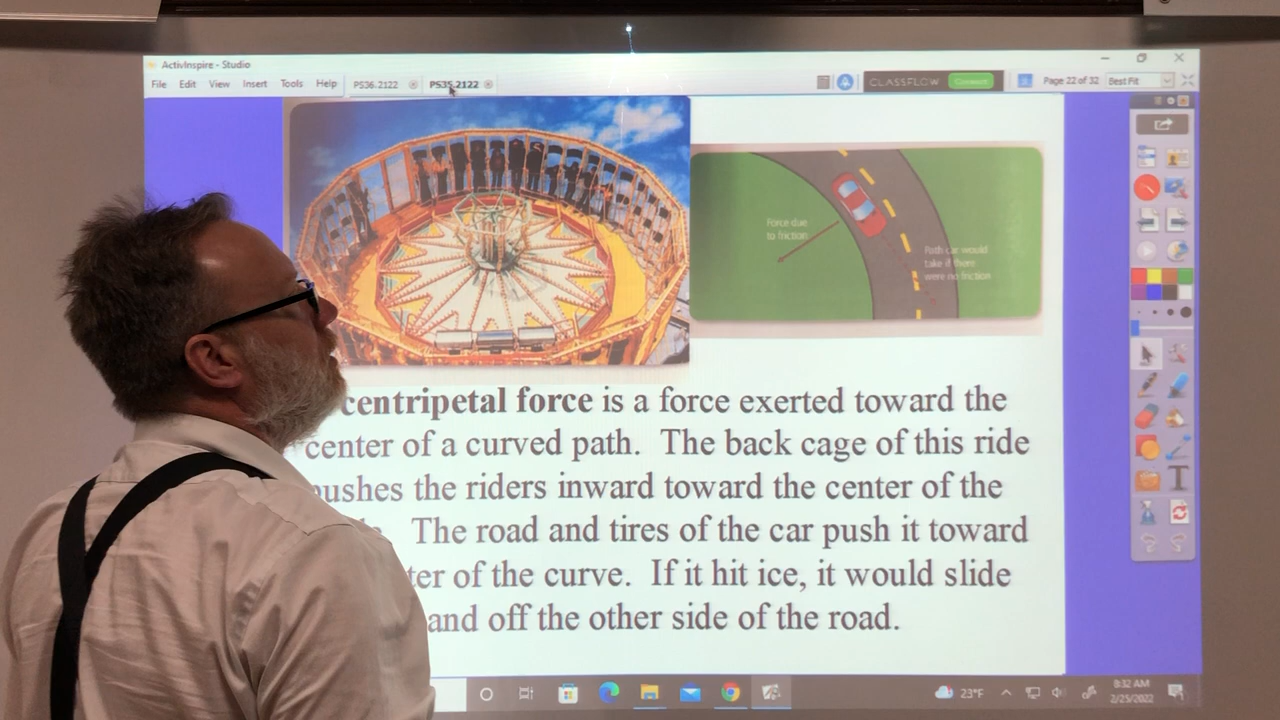 ActivInspire - Studio
File Edit View Insert Tools Help PS36.2122 PS35.2122 CLASSFLOW Connect Page 22 of 32 Best Fit
Force due
to friction
Path car would
take if there
were no friction
centripetal force is a force exerted toward the
center of a curved path. The back cage of this ride
pushes the riders inward toward the center of the
The road and tires of the car push it toward
ter of the curve. If it hit ice, it would slide
and off the other side of the road.
T
23°F
8:32 AM
2/25/2022